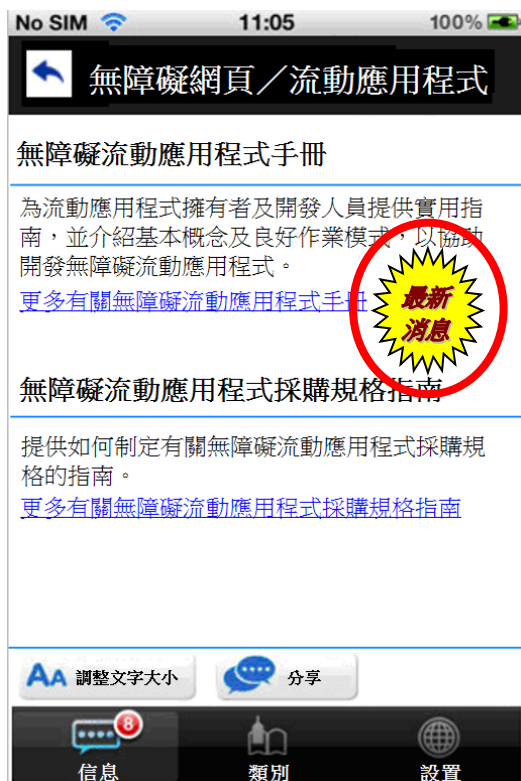 No SIM 11:05 100%
無障礙網頁／流動應用程式
無障礙流動應用程式手冊
為流動應用程式擁有者及開發人員提供實用指
南，並介紹基本概念及良好作業模式，以協助
開發無障礙流動應用程式。
更多有關無障礙流動應用程式手冊
最新
消息
無障礙流動應用程式採購規格指南
提供如何制定有關無障礙流動應用程式採購規
格的指南。
更多有關無障礙流動應用程式採購規格指南
AA 調整文字大小 分享
8
信息 類別 設置